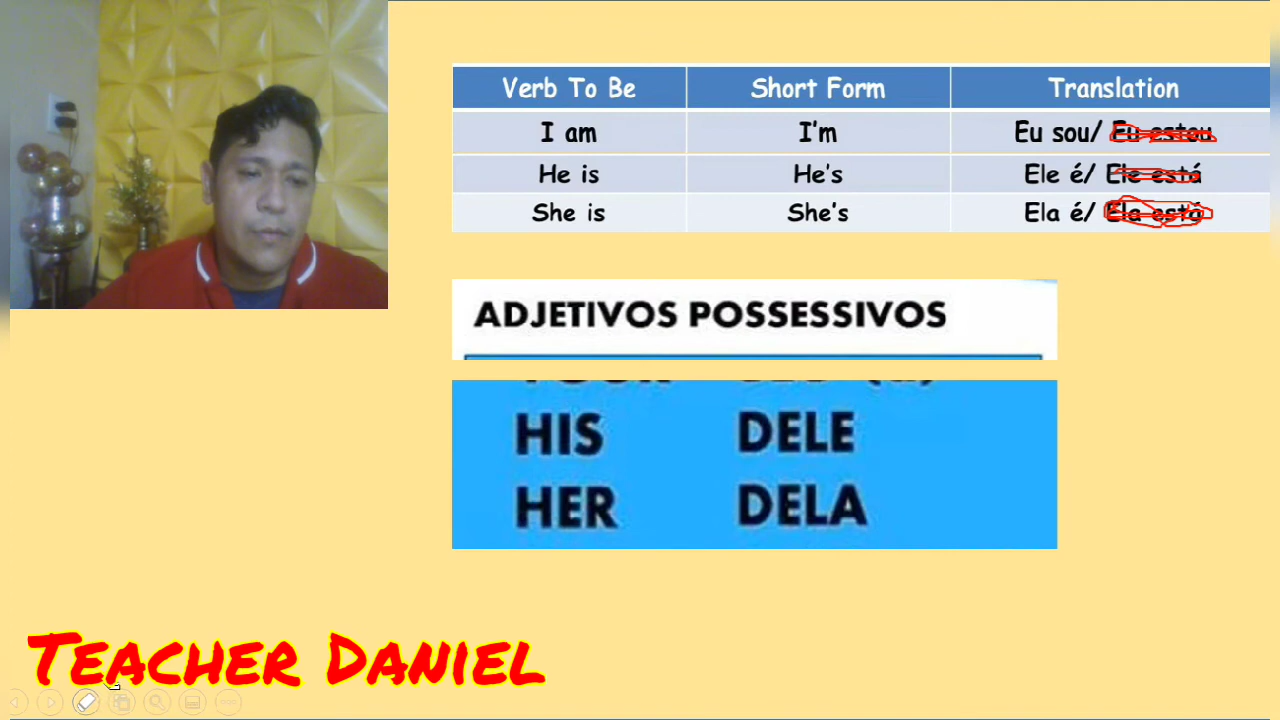 Verb To Be Short Form Translation
I am I'm Eu sou/ Eu estou
He is He's Ele é/ Ele está
She is She's Ela é/ Ela está
ADJETIVOS POSSESSIVOS
HIS DELE
HER DELA
TEACHER DANIEL